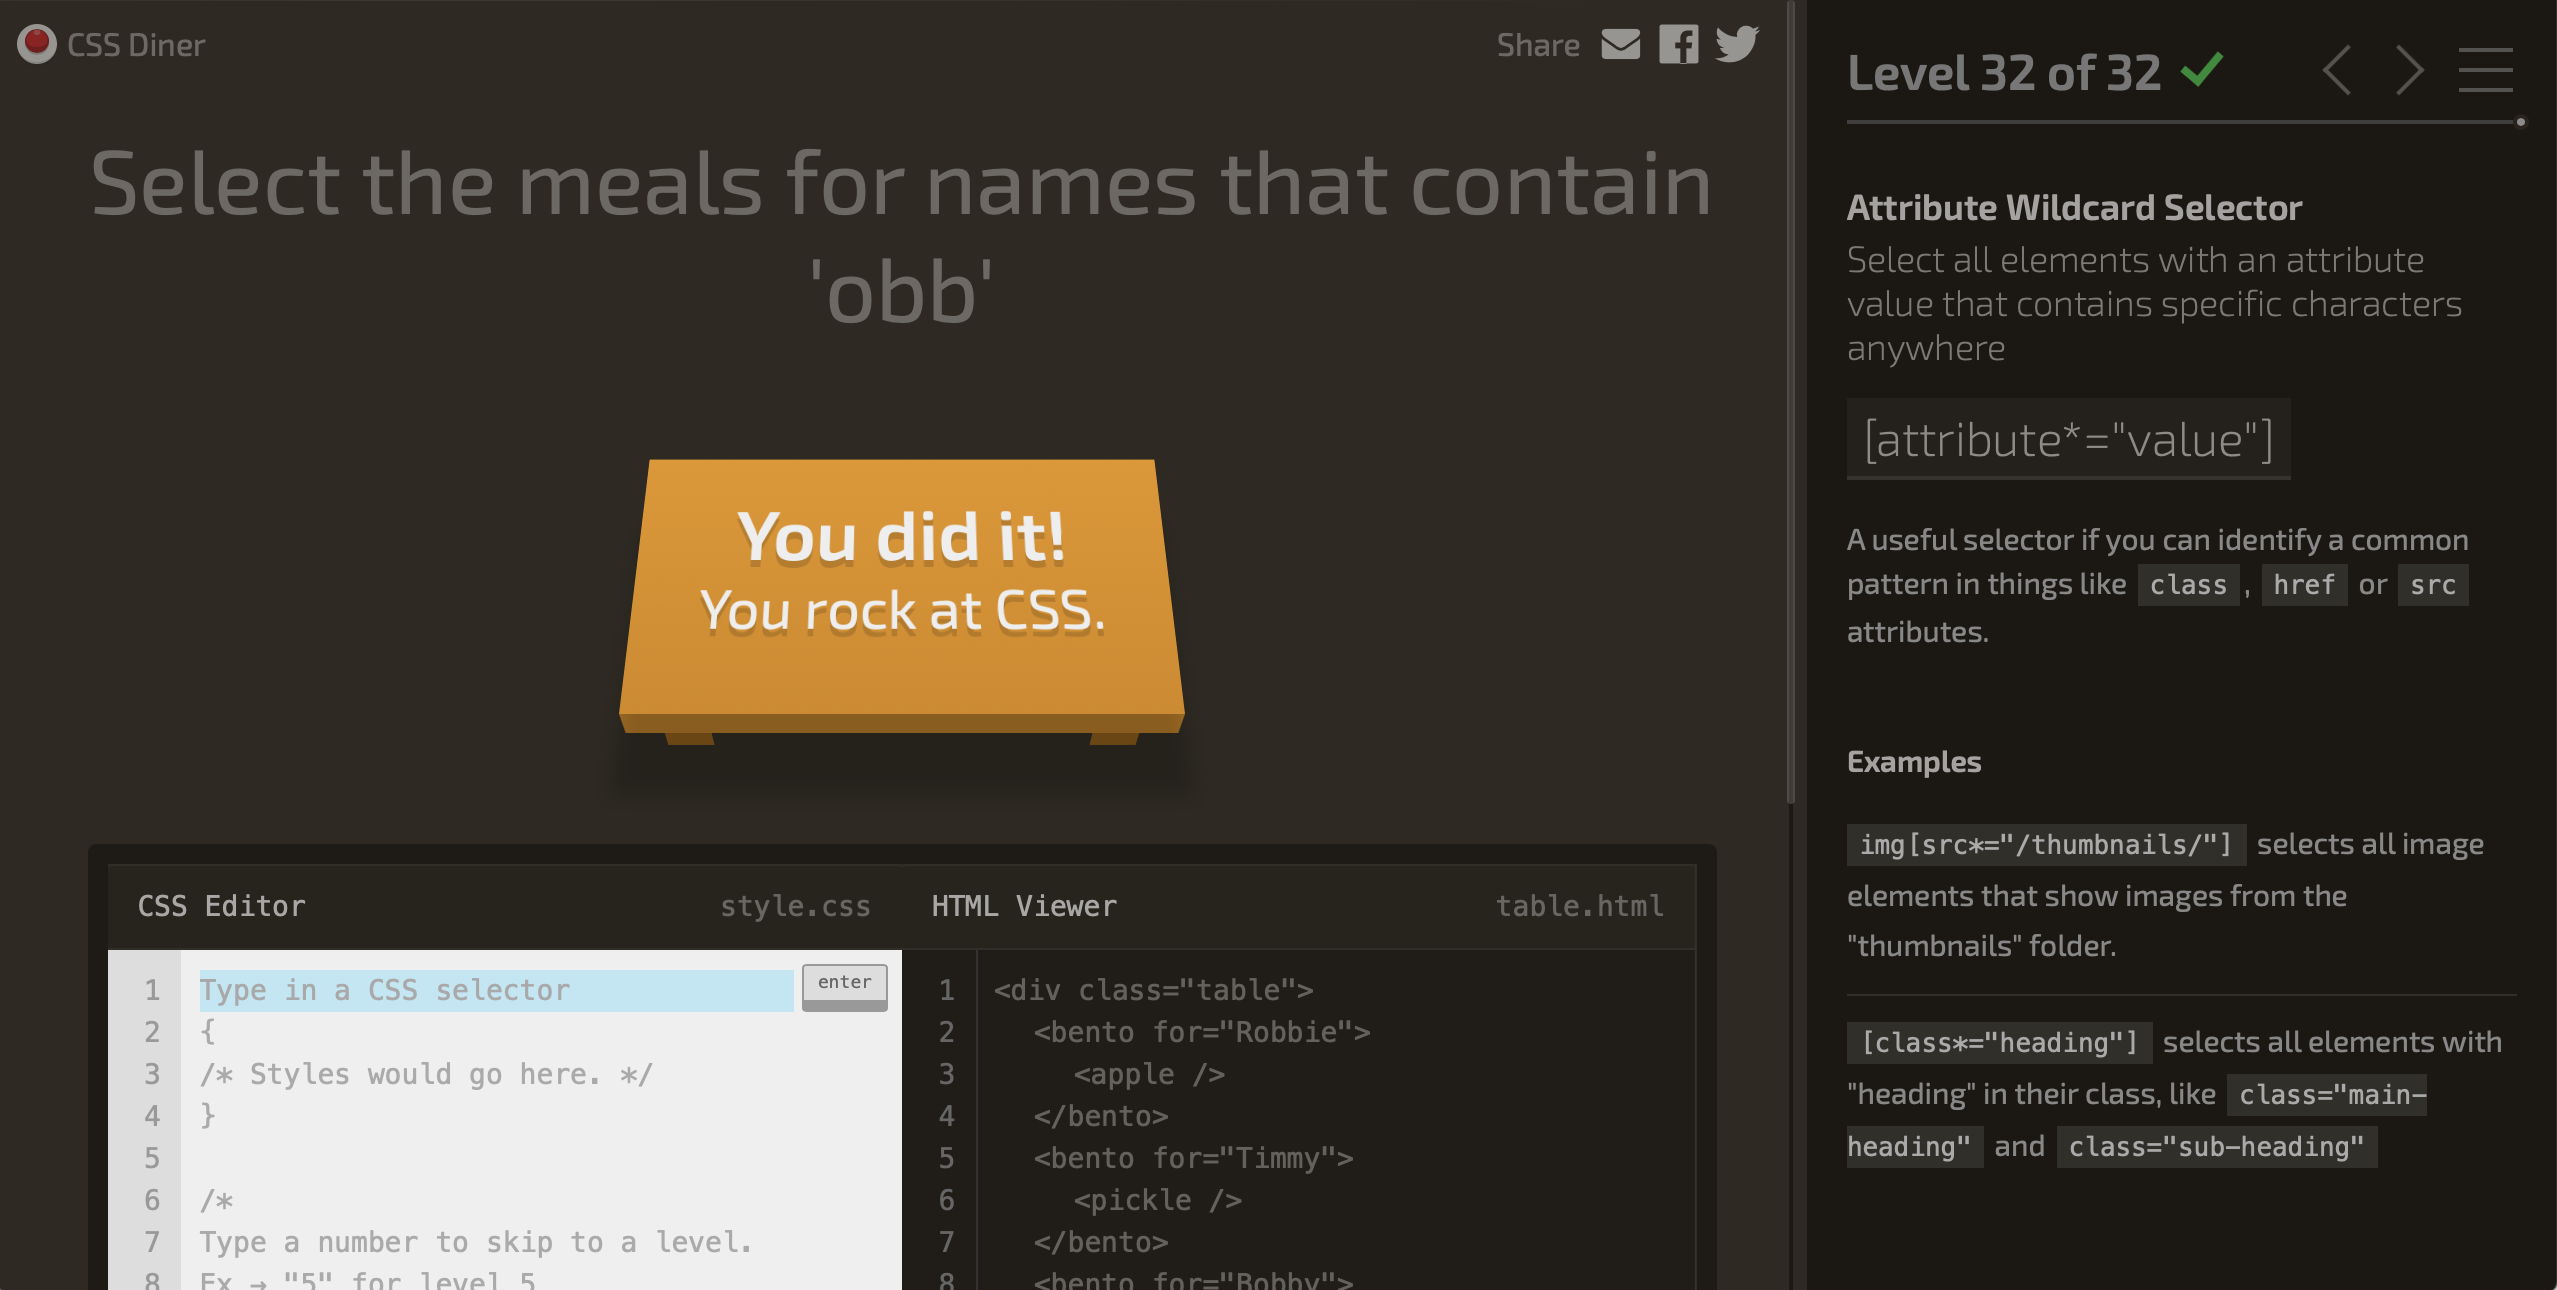 CSS Diner
Share
Select the meals for names that contain
'obb'
You did it!
You rock at CSS.
CSS Editor
style.css
1 Type in a CSS selector
enter
2 {
3 /* Styles would go here. */
4 }
5
6 /*
7 Type a number to skip to a level.
8 Ex → "5" for level 5
HTML Viewer
table.html
1 <div class="table">
2 <bento for="Robbie">
3 <apple />
4 </bento>
5 <bento for="Timmy">
6 <pickle />
7 </bento>
8 <bento for="Bobby">
Level 32 of 32
Attribute Wildcard Selector
Select all elements with an attribute
value that contains specific characters
anywhere
[attribute*="value"]
A useful selector if you can identify a common
pattern in things like class , href or src
attributes.
Examples
img[src*="/thumbnails/"] selects all image
elements that show images from the
"thumbnails" folder.
[class*="heading"] selects all elements with
"heading" in their class, like class="main-
heading" and class="sub-heading"